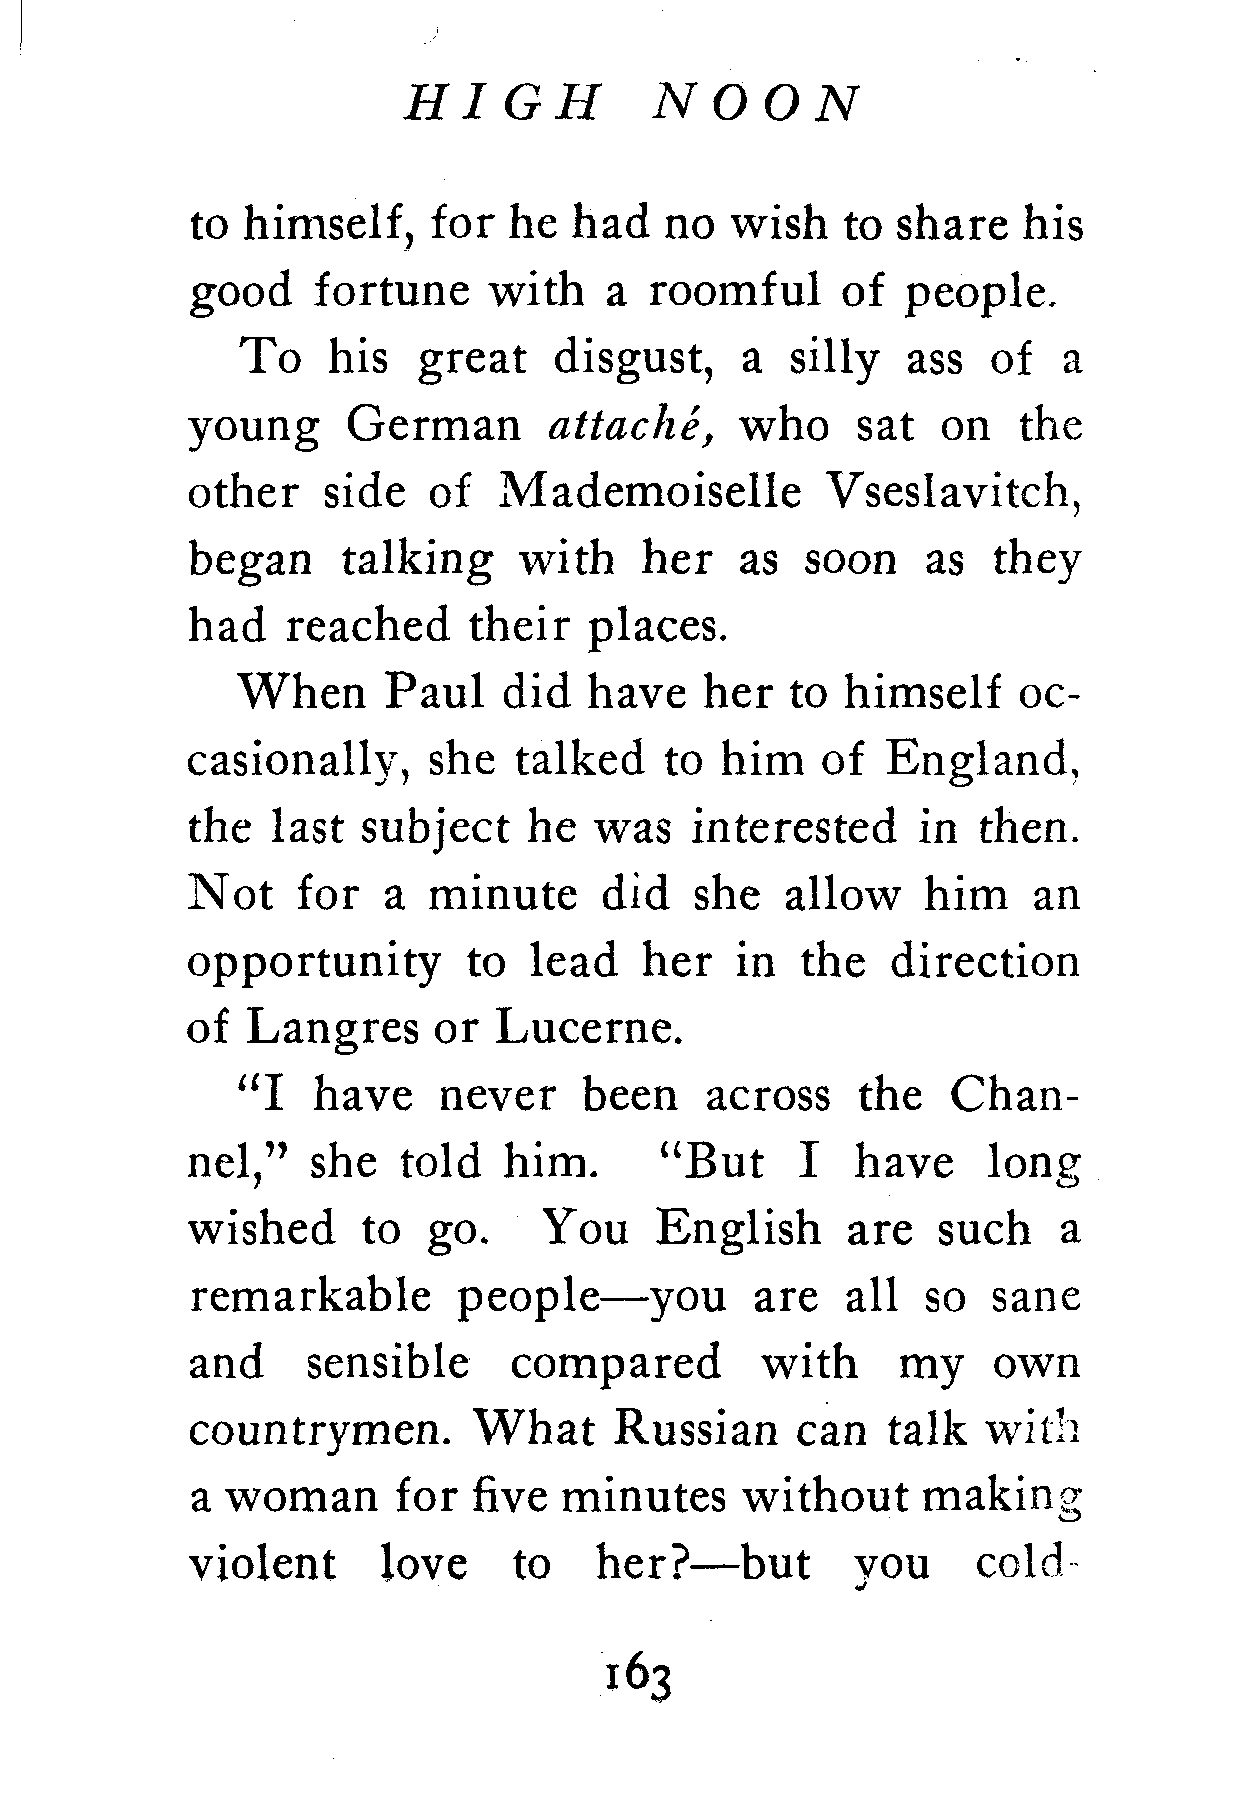 HIGH NOON
to himself, for he had no wish to share his
good fortune with a roomful of people.
To his great disgust, a silly ass of a
young German attaché, who sat on the
other side of Mademoiselle Vseslavitch,
began talking with her as soon as they
had reached their places.
When Paul did have her to himself oc-
casionally, she talked to him of England,
the last subject he was interested in then.
Not for a minute did she allow him an
opportunity to lead her in the direction
of Langres or Lucerne.
“I have never been across the Chan-
nel,” she told him. “But I have long
wished to go. You English are such a
remarkable people—you are all so sane
and sensible compared with my own
countrymen. What Russian can talk with
a woman for five minutes without making
violent love to her?—but you cold-
163